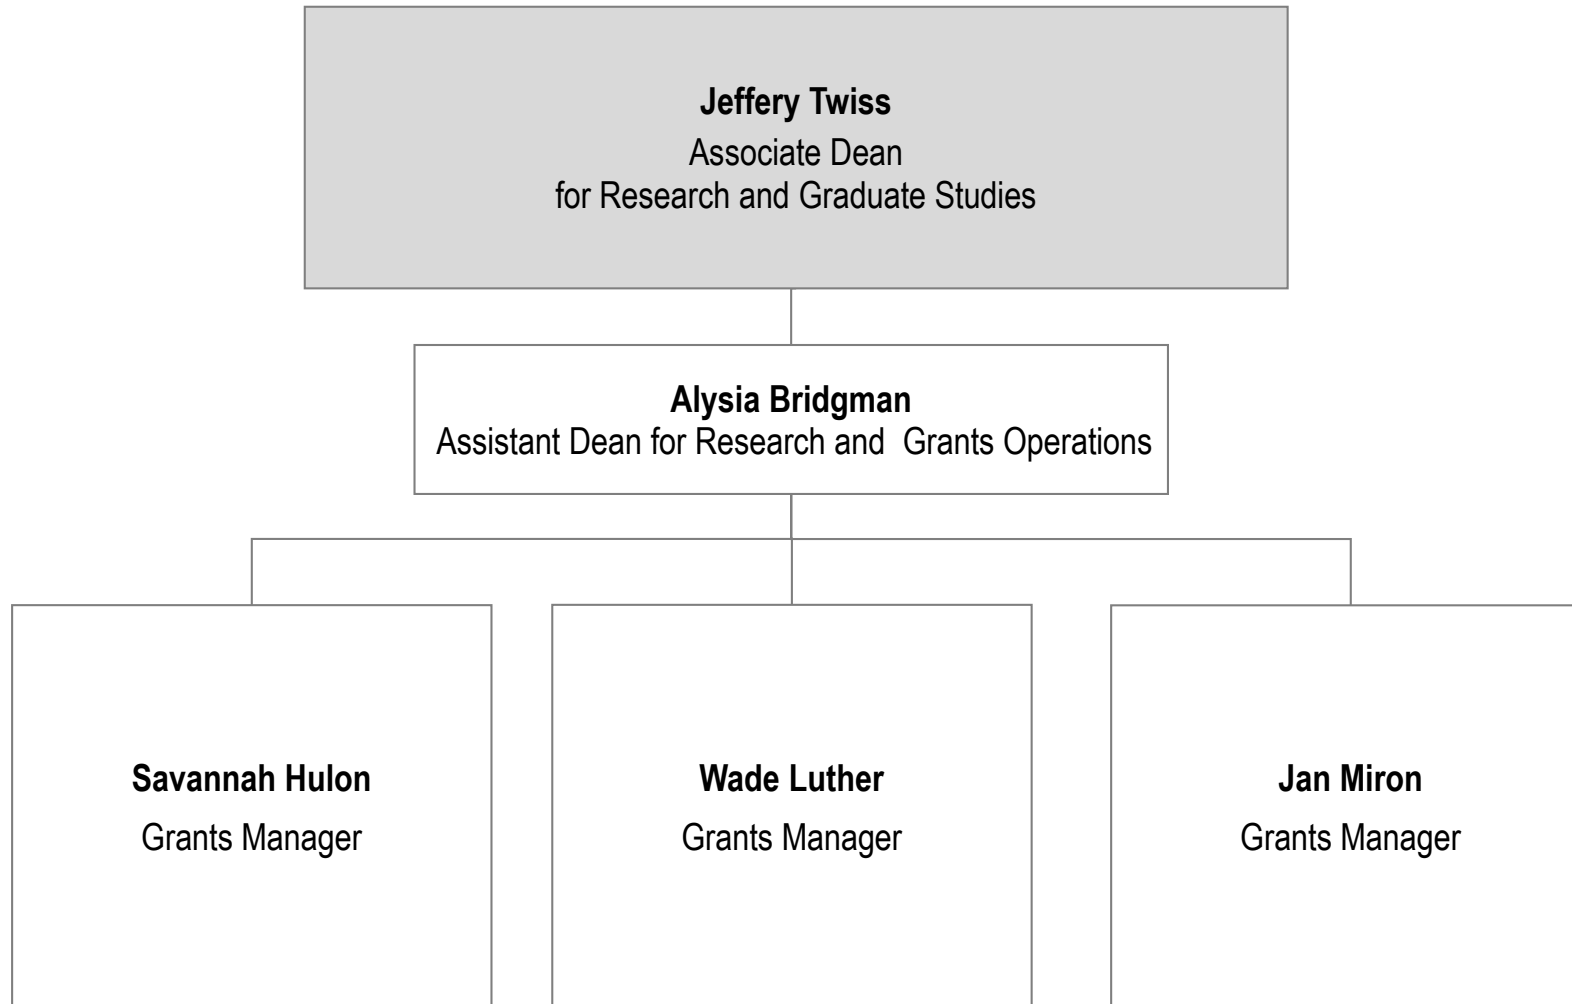 Jeffery Twiss
Associate Dean
for Research and Graduate Studies
Alysia Bridgman
Assistant Dean for Research and  Grants Operations
Savannah Hulon
Grants Manager
Wade Luther
Grants Manager
Jan Miron
Grants Manager